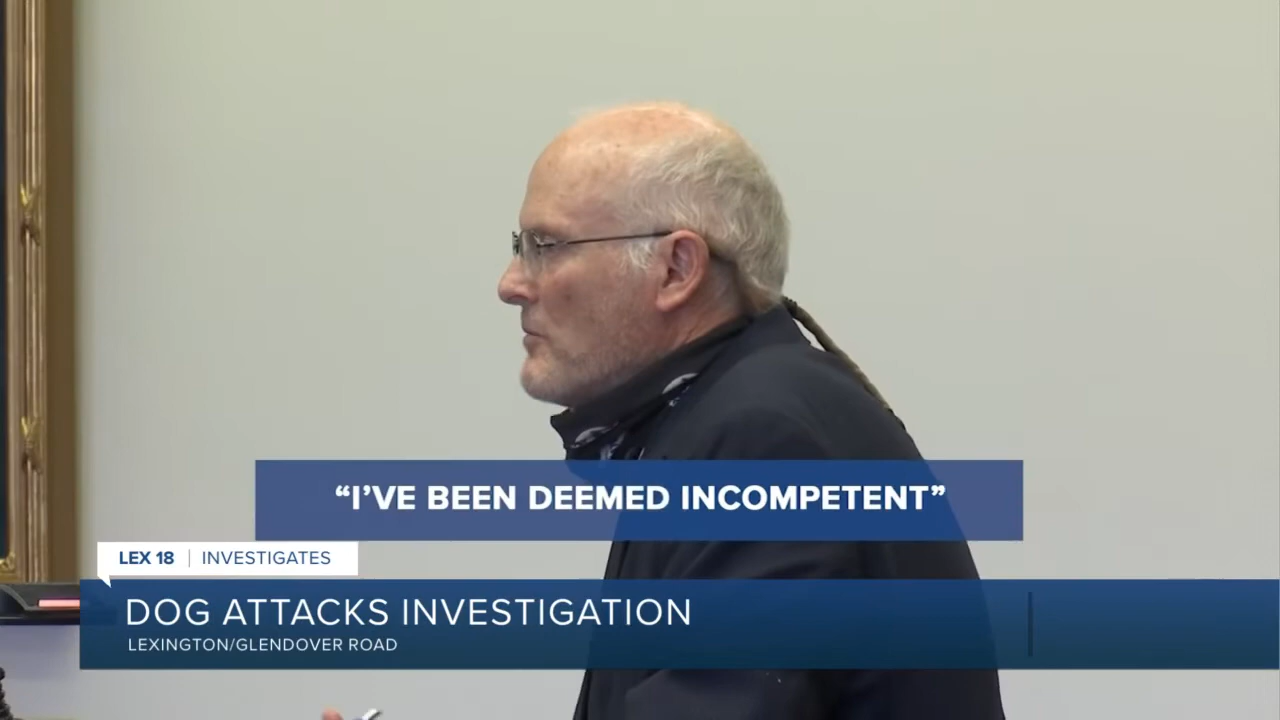 “I’VE BEEN DEEMED INCOMPETENT”
LEX 18 | INVESTIGATES
DOG ATTACKS INVESTIGATION
LEXINGTON/GLENDOVER ROAD